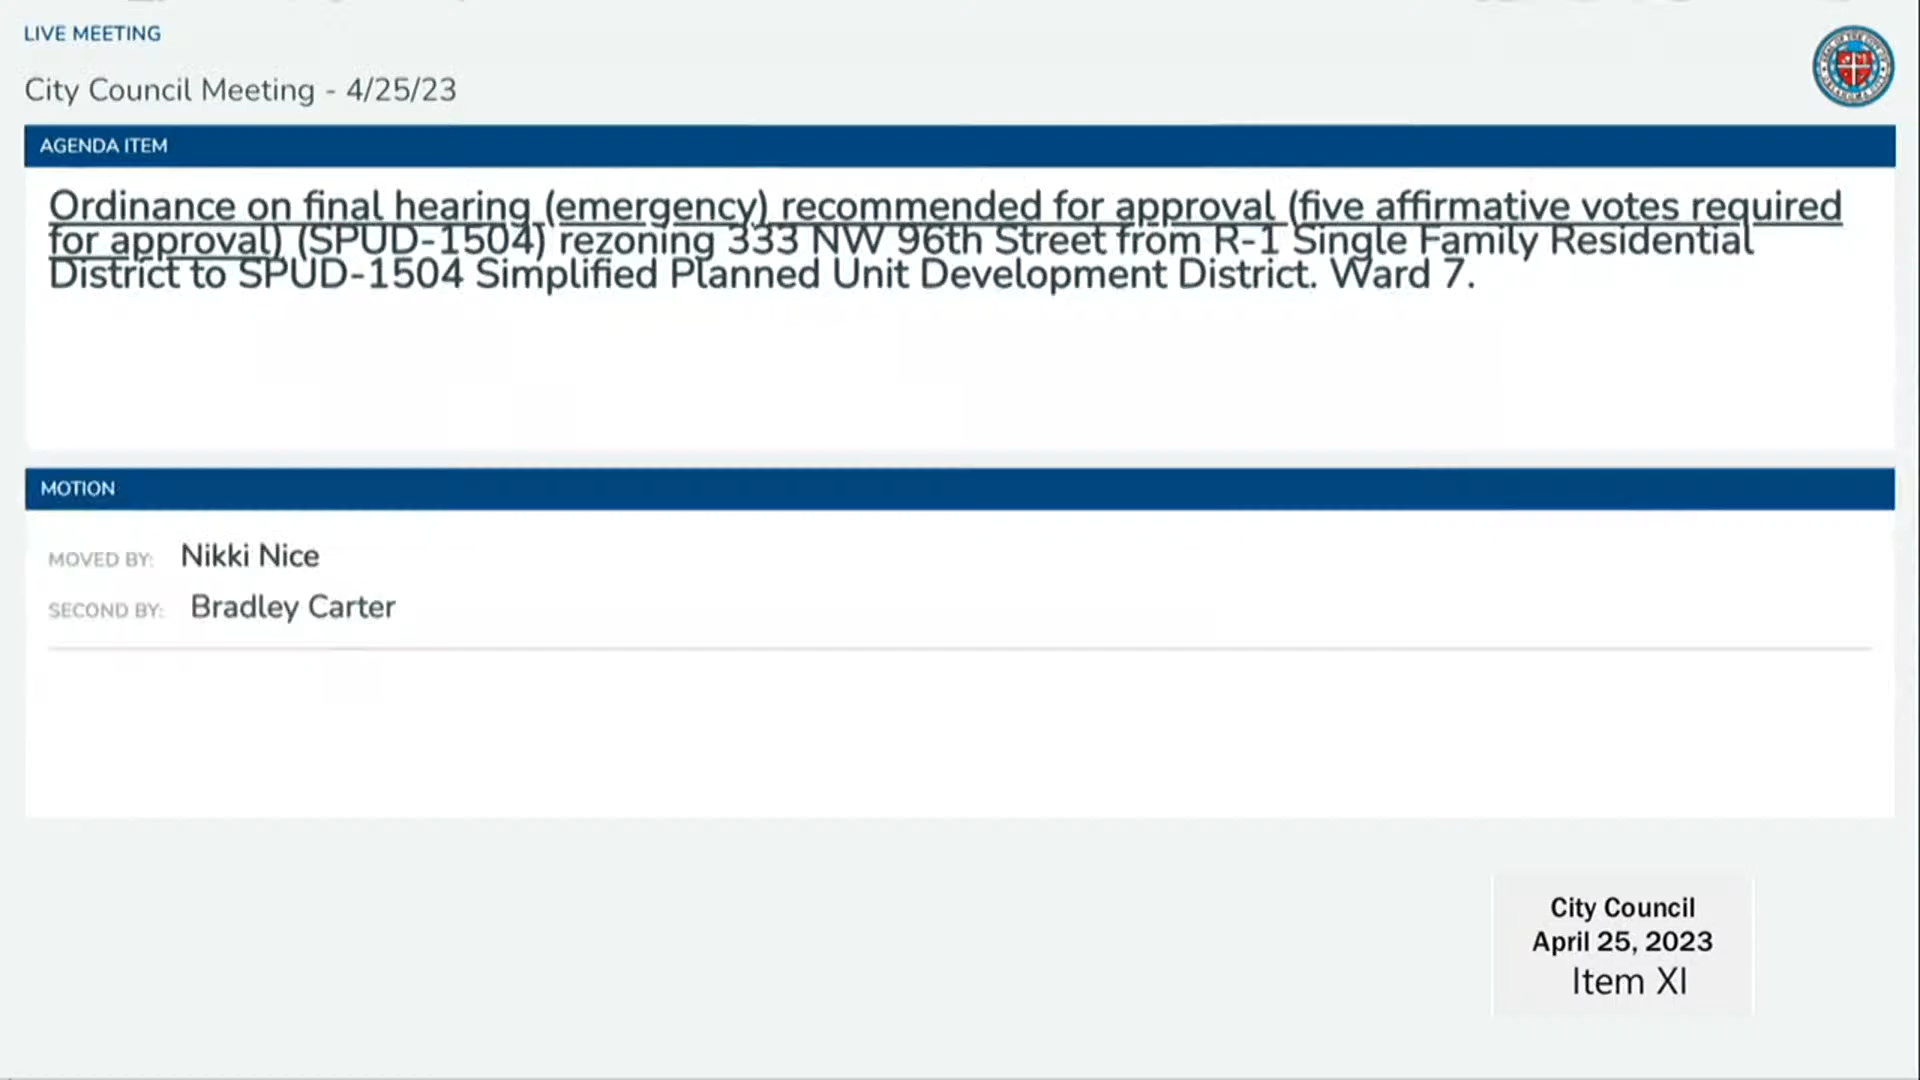 LIVE MEETING
City Council Meeting - 4/25/23
AGENDA ITEM
Ordinance on final hearing (emergency) recommended for approval (five affirmative votes required
for approval) (SPUD-1504) rezoning 333 NW 96th Street from R-1 Single Family Residential
District to SPUD-1504 Simplified Planned Unit Development District. Ward 7.
MOTION
MOVED BY: Nikki Nice
SECOND BY: Bradley Carter
City Council
April 25, 2023
Item XI